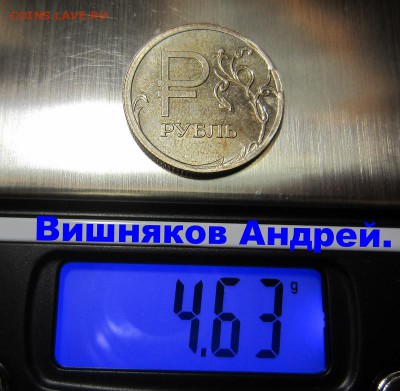 COINS.LAVE.RU
₽
РУБЛЬ
Вишняков Андрей.
4.63 g